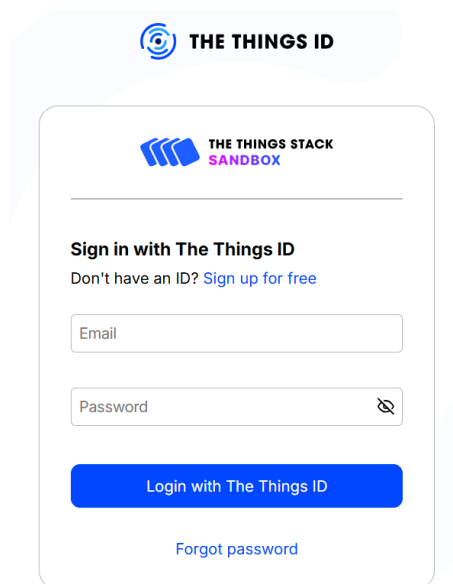 THE THINGS ID
THE THINGS STACK
SANDBOX
Sign in with The Things ID
Don't have an ID? Sign up for free
Email
Password
Login with The Things ID
Forgot password